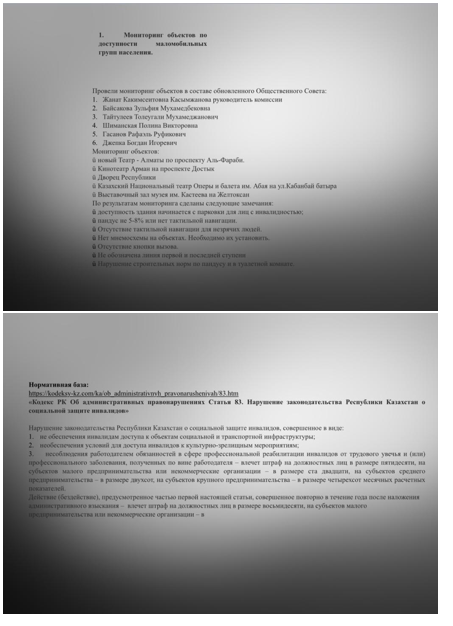 1. Мониторинг объектов по
доступности маломобильных
групп населения.
Провели мониторинг объектов в составе обновленного Общественного Совета:
1. Жанат Какимсеитовна Касымжанова руководитель комиссии
2. Байсакова Зульфия Мухамедбековна
3. Тайтулеев Толеугали Мухамеджанович
4. Шиманская Полина Викторовна
5. Гасанов Рафаэль Руфикович
6. Джепка Богдан Игоревич
Мониторинг объектов:
ü новый Театр - Алматы по проспекту Аль-Фараби.
ü Кинотеатр Арман на проспекте Достык
ü Дворец Республики
ü Казахский Национальный театр Оперы и балета им. Абая на ул.Кабанбай батыра
ü Выставочный зал музея им. Кастеева на Желтоксан
По результатам мониторинга сделаны следующие замечания:
ü доступность здания начинается с парковки для лиц с инвалидностью;
ü пандус не 5-8% или нет тактильной навигации.
ü Отсутствие тактильной навигации для незрячих людей.
ü Нет мнемосхемы на объектах. Необходимо их установить.
ü Отсутствие кнопки вызова.
ü Не обозначена линия первой и последней ступени
ü Нарушение строительных норм по пандусу и в туалетной комнате.
Нормативная база:
https://kodeksy-kz.com/ka/ob_administrativnyh_pravonarusheniyah/83.htm
«Кодекс РК Об административных правонарушениях Статья 83. Нарушение законодательства Республики Казахстан о
социальной защите инвалидов»
Нарушение законодательства Республики Казахстан о социальной защите инвалидов, совершенное в виде:
1. не обеспечения инвалидам доступа к объектам социальной и транспортной инфраструктуры;
2. необеспечения условий для доступа инвалидов к культурно-зрелищным мероприятиям;
3. несоблюдения работодателем обязанностей в сфере профессиональной реабилитации инвалидов от трудового увечья и (или)
профессионального заболевания, полученных по вине работодателя – влечет штраф на должностных лиц в размере пятидесяти, на
субъектов малого предпринимательства или некоммерческие организации – в размере ста двадцати, на субъектов среднего
предпринимательства – в размере двухсот, на субъектов крупного предпринимательства – в размере четырехсот месячных расчетных
показателей.
Действие (бездействие), предусмотренное частью первой настоящей статьи, совершенное повторно в течение года после наложения
административного взыскания – влечет штраф на должностных лиц в размере восьмидесяти, на субъектов малого
предпринимательства или некоммерческие организации – в